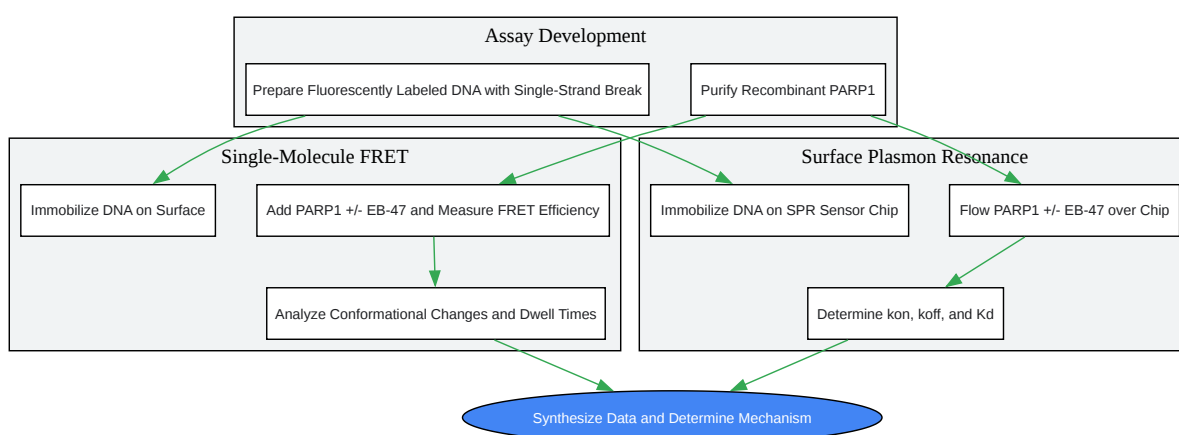 Assay Development
Prepare Fluorescently Labeled DNA with Single-Strand Break
Purify Recombinant PARP1
Single-Molecule FRET
Surface Plasmon Resonance
Immobilize DNA on Surface
Add PARP1 +/- EB-47 and Measure FRET Efficiency
Immobilize DNA on SPR Sensor Chip
Flow PARP1 +/- EB-47 over Chip
Analyze Conformational Changes and Dwell Times
Determine kon, koff, and Kd
Synthesize Data and Determine Mechanism